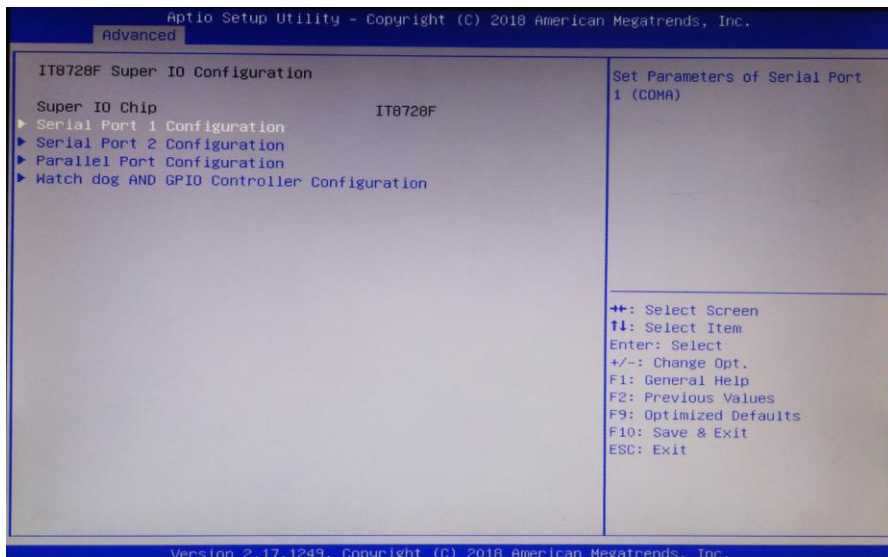 Aptio Setup Utility - Copyright (C) 2018 American Megatrends, Inc.
Advanced
IT8728F Super IO Configuration
Super IO Chip IT8728F
Serial Port 1 Configuration
Serial Port 2 Configuration
Parallel Port Configuration
Watch dog AND GPIO Controller Configuration
Set Parameters of Serial Port
1 (COMA)
→←: Select Screen
↑↓: Select Item
Enter: Select
+/-: Change Opt.
F1: General Help
F2: Previous Values
F9: Optimized Defaults
F10: Save & Exit
ESC: Exit
Version 2.17.1249. Copyright (C) 2018 American Megatrends, Inc.